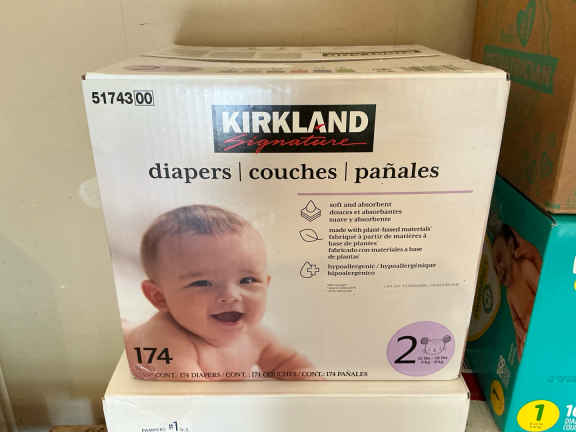 51743 00
KIRKLAND
Signature
diapers | couches | pañales
soft and absorbent
douces et absorbantes
suave y absorbente
made with plant-based materials
fabriqué à partir de matières à
base de plantes
fabricado con materiales a base
de plantas
hypoallergenic / hypoallergénique
hipoalergénico
174
2
CONT.: 174 DIAPERS / CONT. : 174 COUCHES / CONT.: 174 PAÑALES
PAMPERS #1
1